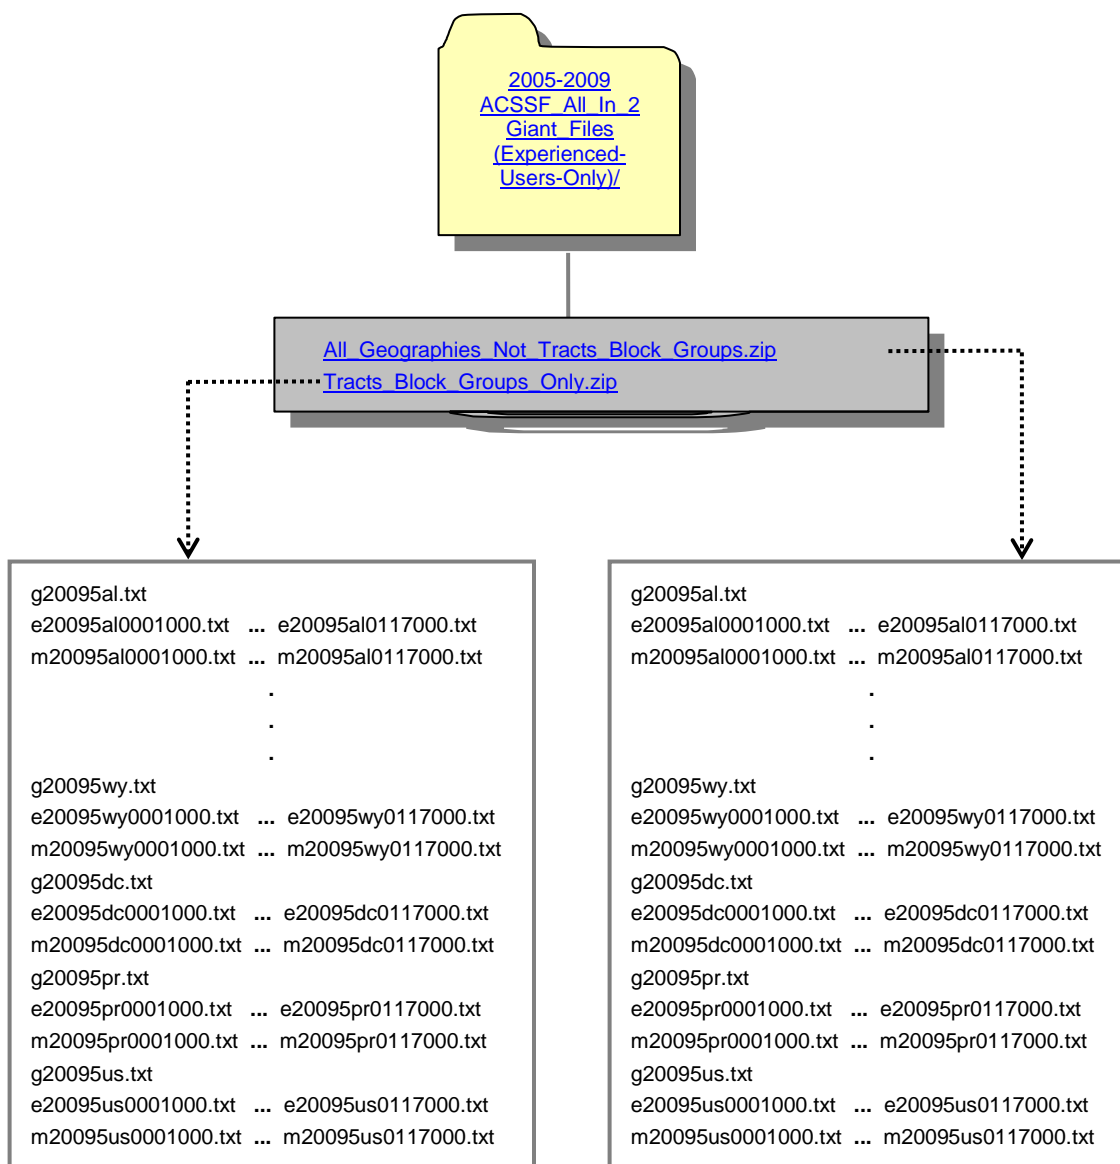 2005-2009
ACSSF_All_In_2
Giant_Files
(Experienced-
Users-Only)/
All_Geographies_Not_Tracts_Block_Groups.zip
Tracts_Block_Groups_Only.zip
g20095al.txt
e20095al0001000.txt ... e20095al0117000.txt
m20095al0001000.txt ... m20095al0117000.txt
.
.
.
g20095wy.txt
e20095wy0001000.txt ... e20095wy0117000.txt
m20095wy0001000.txt ... m20095wy0117000.txt
g20095dc.txt
e20095dc0001000.txt ... e20095dc0117000.txt
m20095dc0001000.txt ... m20095dc0117000.txt
g20095pr.txt
e20095pr0001000.txt ... e20095pr0117000.txt
m20095pr0001000.txt ... m20095pr0117000.txt
g20095us.txt
e20095us0001000.txt ... e20095us0117000.txt
m20095us0001000.txt ... m20095us0117000.txt
g20095al.txt
e20095al0001000.txt ... e20095al0117000.txt
m20095al0001000.txt ... m20095al0117000.txt
.
.
.
g20095wy.txt
e20095wy0001000.txt ... e20095wy0117000.txt
m20095wy0001000.txt ... m20095wy0117000.txt
g20095dc.txt
e20095dc0001000.txt ... e20095dc0117000.txt
m20095dc0001000.txt ... m20095dc0117000.txt
g20095pr.txt
e20095pr0001000.txt ... e20095pr0117000.txt
m20095pr0001000.txt ... m20095pr0117000.txt
g20095us.txt
e20095us0001000.txt ... e20095us0117000.txt
m20095us0001000.txt ... m20095us0117000.txt